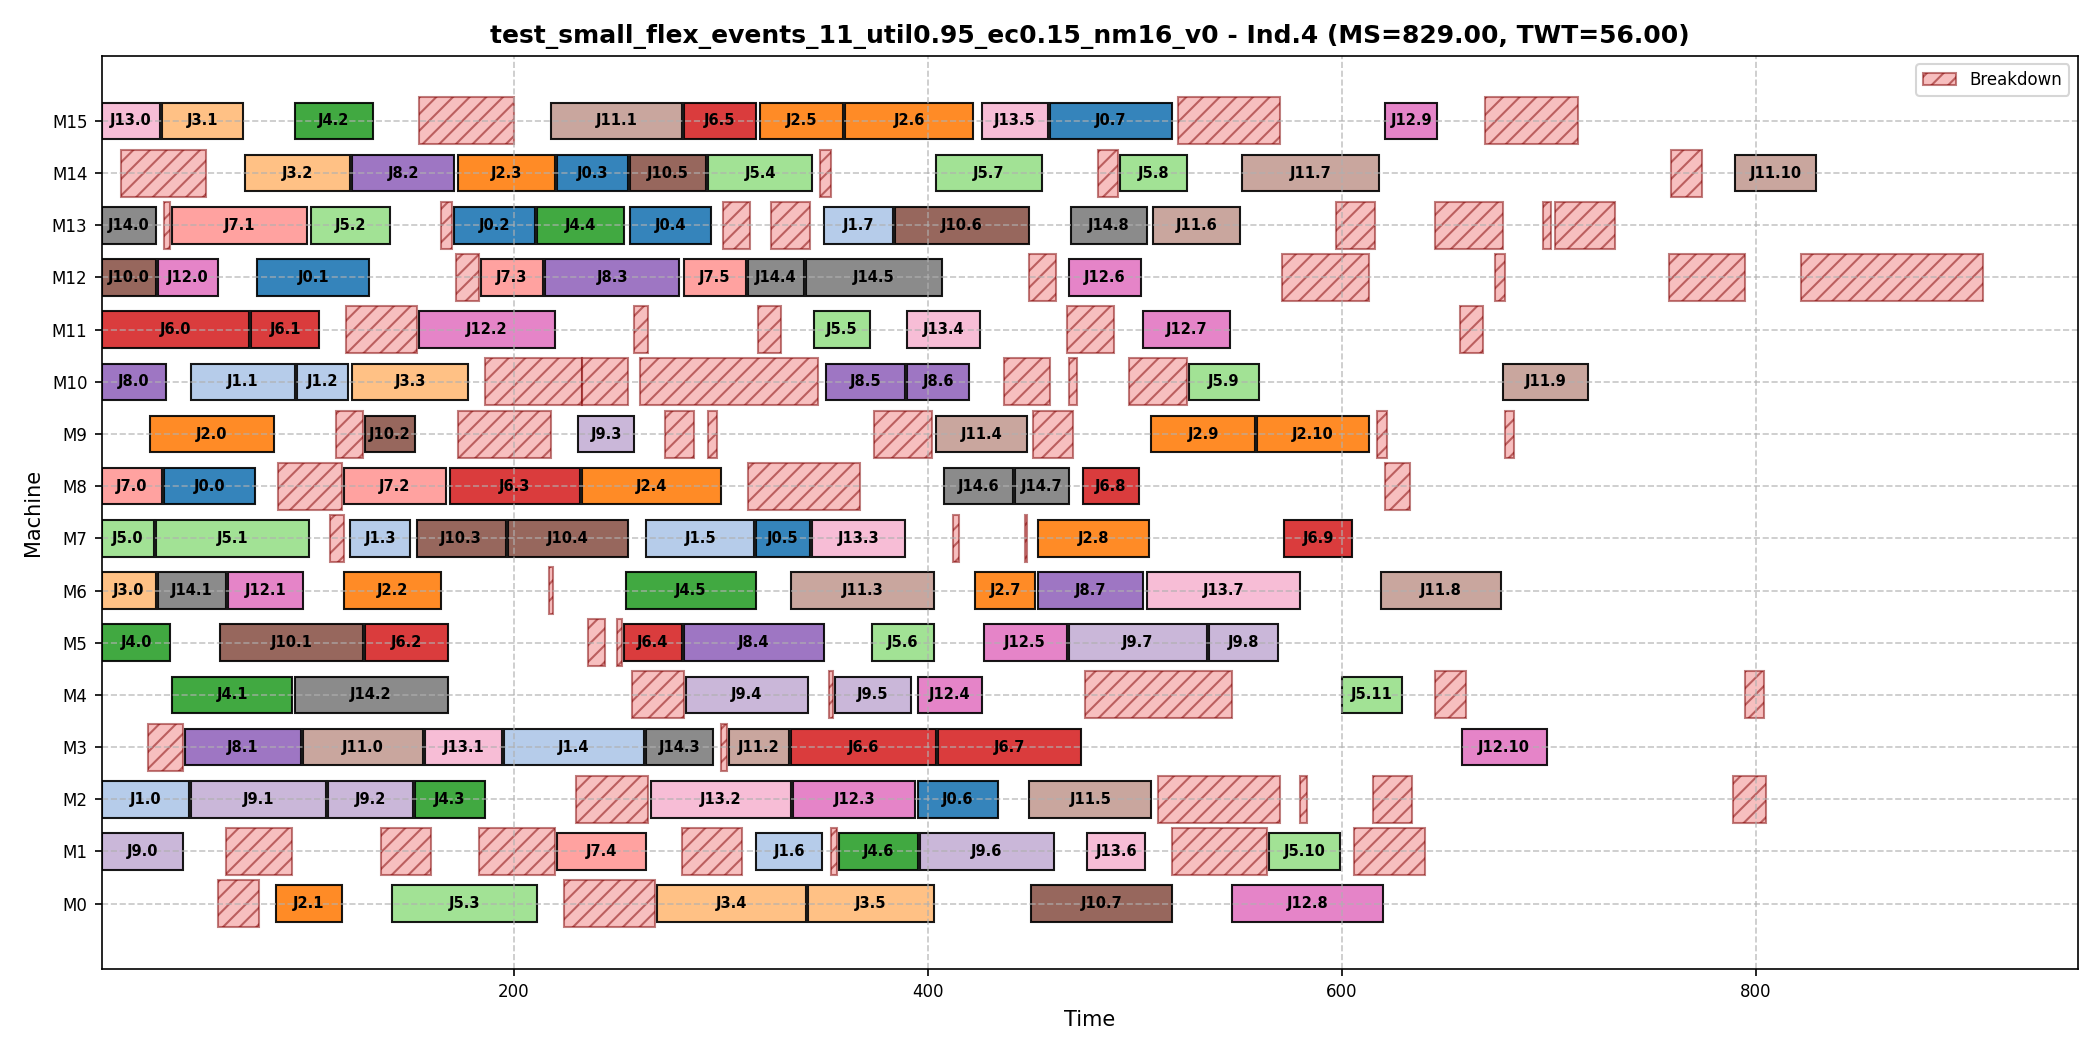 test_small_flex_events_11_util0.95_ec0.15_nm16_v0 - Ind.4 (MS=829.00, TWT=56.00)
Breakdown
M15 J13.0 J3.1 J4.2 J11.1 J6.5 J2.5 J2.6 J13.5 J0.7 J12.9
M14 J3.2 J8.2 J2.3 J0.3 J10.5 J5.4 J5.7 J5.8 J11.7 J11.10
M13 J14.0 J7.1 J5.2 J0.2 J4.4 J0.4 J1.7 J10.6 J14.8 J11.6
M12 J10.0 J12.0 J0.1 J7.3 J8.3 J7.5 J14.4 J14.5 J12.6
M11 J6.0 J6.1 J12.2 J5.5 J13.4 J12.7
M10 J8.0 J1.1 J1.2 J3.3 J8.5 J8.6 J5.9 J11.9
M9 J2.0 J10.2 J9.3 J11.4 J2.9 J2.10
M8 J7.0 J0.0 J7.2 J6.3 J2.4 J14.6 J14.7 J6.8
M7 J5.0 J5.1 J1.3 J10.3 J10.4 J1.5 J0.5 J13.3 J2.8 J6.9
M6 J3.0 J14.1 J12.1 J2.2 J4.5 J11.3 J2.7 J8.7 J13.7 J11.8
M5 J4.0 J10.1 J6.2 J6.4 J8.4 J5.6 J12.5 J9.7 J9.8
M4 J4.1 J14.2 J9.4 J9.5 J12.4 J5.11
M3 J8.1 J11.0 J13.1 J1.4 J14.3 J11.2 J6.6 J6.7 J12.10
M2 J1.0 J9.1 J9.2 J4.3 J13.2 J12.3 J0.6 J11.5
M1 J9.0 J7.4 J1.6 J4.6 J9.6 J13.6 J5.10
M0 J2.1 J5.3 J3.4 J3.5 J10.7 J12.8
Machine
200 400 600 800
Time